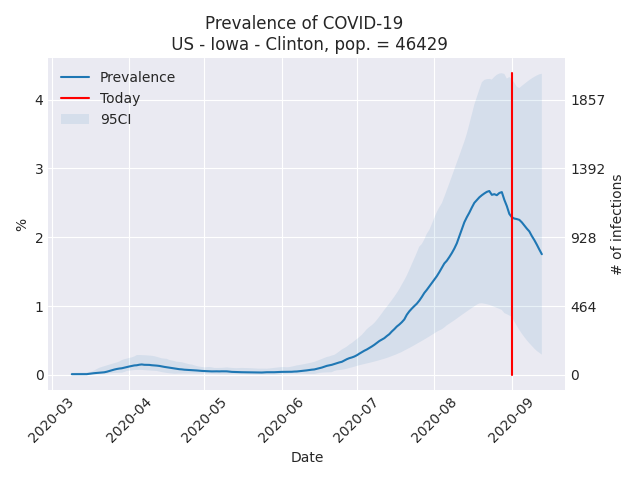 Prevalence of COVID-19
US - Iowa - Clinton, pop. = 46429
Prevalence
Today
95CI
4
3
2
1
0
%
1857
1392
928
464
0
# of infections
2020-03
2020-04
2020-05
2020-06
2020-07
2020-08
2020-09
Date